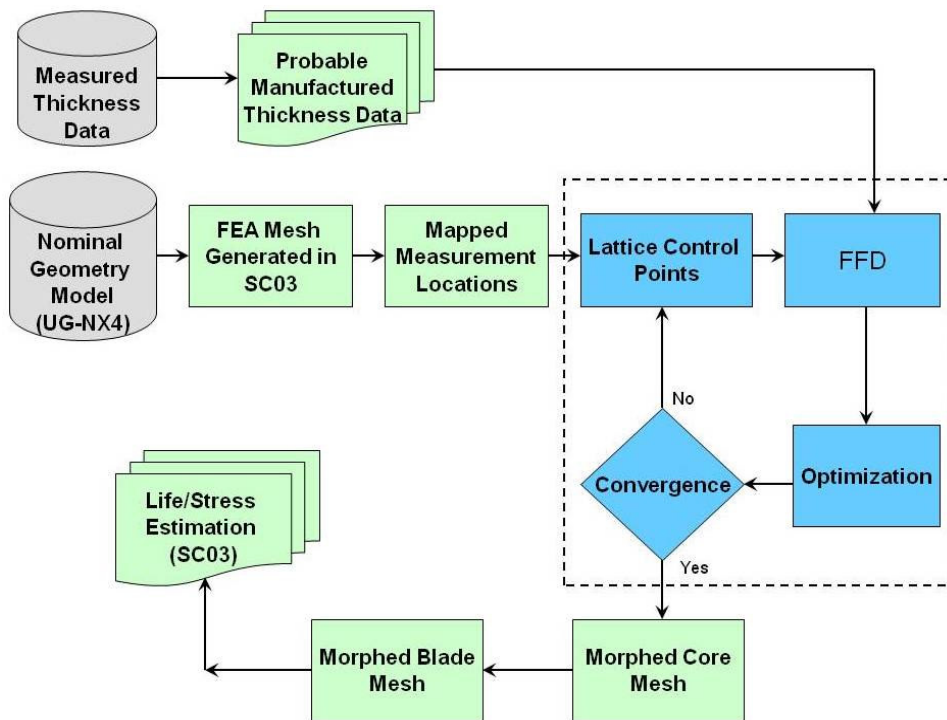 Measured
Thickness
Data
Probable
Manufactured
Thickness Data
Nominal
Geometry
Model
(UG-NX4)
FEA Mesh
Generated in
SC03
Mapped
Measurement
Locations
Lattice Control
Points
FFD
No
Convergence
Optimization
Yes
Life/Stress
Estimation
(SC03)
Morphed Blade
Mesh
Morphed Core
Mesh